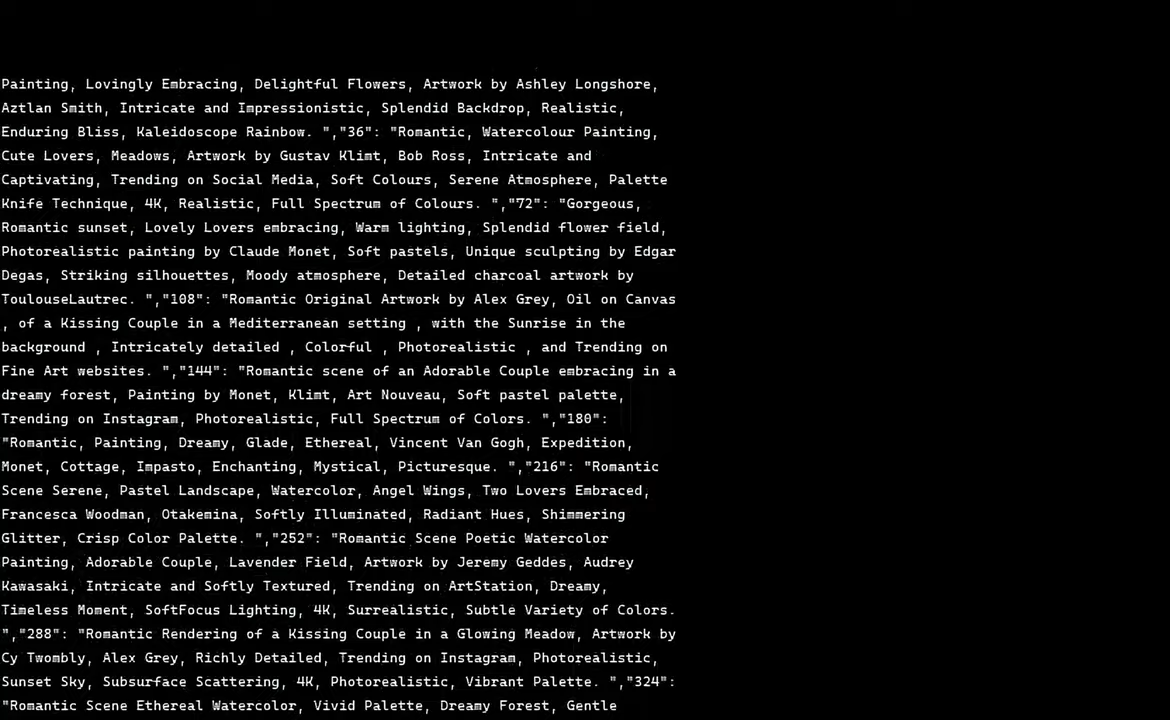 Painting, Lovingly Embracing, Delightful Flowers, Artwork by Ashley Longshore,
Aztlan Smith, Intricate and Impressionistic, Splendid Backdrop, Realistic,
Enduring Bliss, Kaleidoscope Rainbow. ","36": "Romantic, Watercolour Painting,
Cute Lovers, Meadows, Artwork by Gustav Klimt, Bob Ross, Intricate and
Captivating, Trending on Social Media, Soft Colours, Serene Atmosphere, Palette
Knife Technique, 4K, Realistic, Full Spectrum of Colours. ","72": "Gorgeous,
Romantic sunset, Lovely Lovers embracing, Warm lighting, Splendid flower field,
Photorealistic painting by Claude Monet, Soft pastels, Unique sculpting by Edgar
Degas, Striking silhouettes, Moody atmosphere, Detailed charcoal artwork by
ToulouseLautrec. ","108": "Romantic Original Artwork by Alex Grey, Oil on Canvas
, of a Kissing Couple in a Mediterranean setting , with the Sunrise in the
background , Intricately detailed , Colorful , Photorealistic , and Trending on
Fine Art websites. ","144": "Romantic scene of an Adorable Couple embracing in a
dreamy forest, Painting by Monet, Klimt, Art Nouveau, Soft pastel palette,
Trending on Instagram, Photorealistic, Full Spectrum of Colors. ","180":
"Romantic, Painting, Dreamy, Glade, Ethereal, Vincent Van Gogh, Expedition,
Monet, Cottage, Impasto, Enchanting, Mystical, Picturesque. ","216": "Romantic
Scene Serene, Pastel Landscape, Watercolor, Angel Wings, Two Lovers Embraced,
Francesca Woodman, Otakemina, Softly Illuminated, Radiant Hues, Shimmering
Glitter, Crisp Color Palette. ","252": "Romantic Scene Poetic Watercolor
Painting, Adorable Couple, Lavender Field, Artwork by Jeremy Geddes, Audrey
Kawasaki, Intricate and Softly Textured, Trending on ArtStation, Dreamy,
Timeless Moment, SoftFocus Lighting, 4K, Surrealistic, Subtle Variety of Colors.
","288": "Romantic Rendering of a Kissing Couple in a Glowing Meadow, Artwork by
Cy Twombly, Alex Grey, Richly Detailed, Trending on Instagram, Photorealistic,
Sunset Sky, Subsurface Scattering, 4K, Photorealistic, Vibrant Palette. ","324":
"Romantic Scene Ethereal Watercolor, Vivid Palette, Dreamy Forest, Gentle